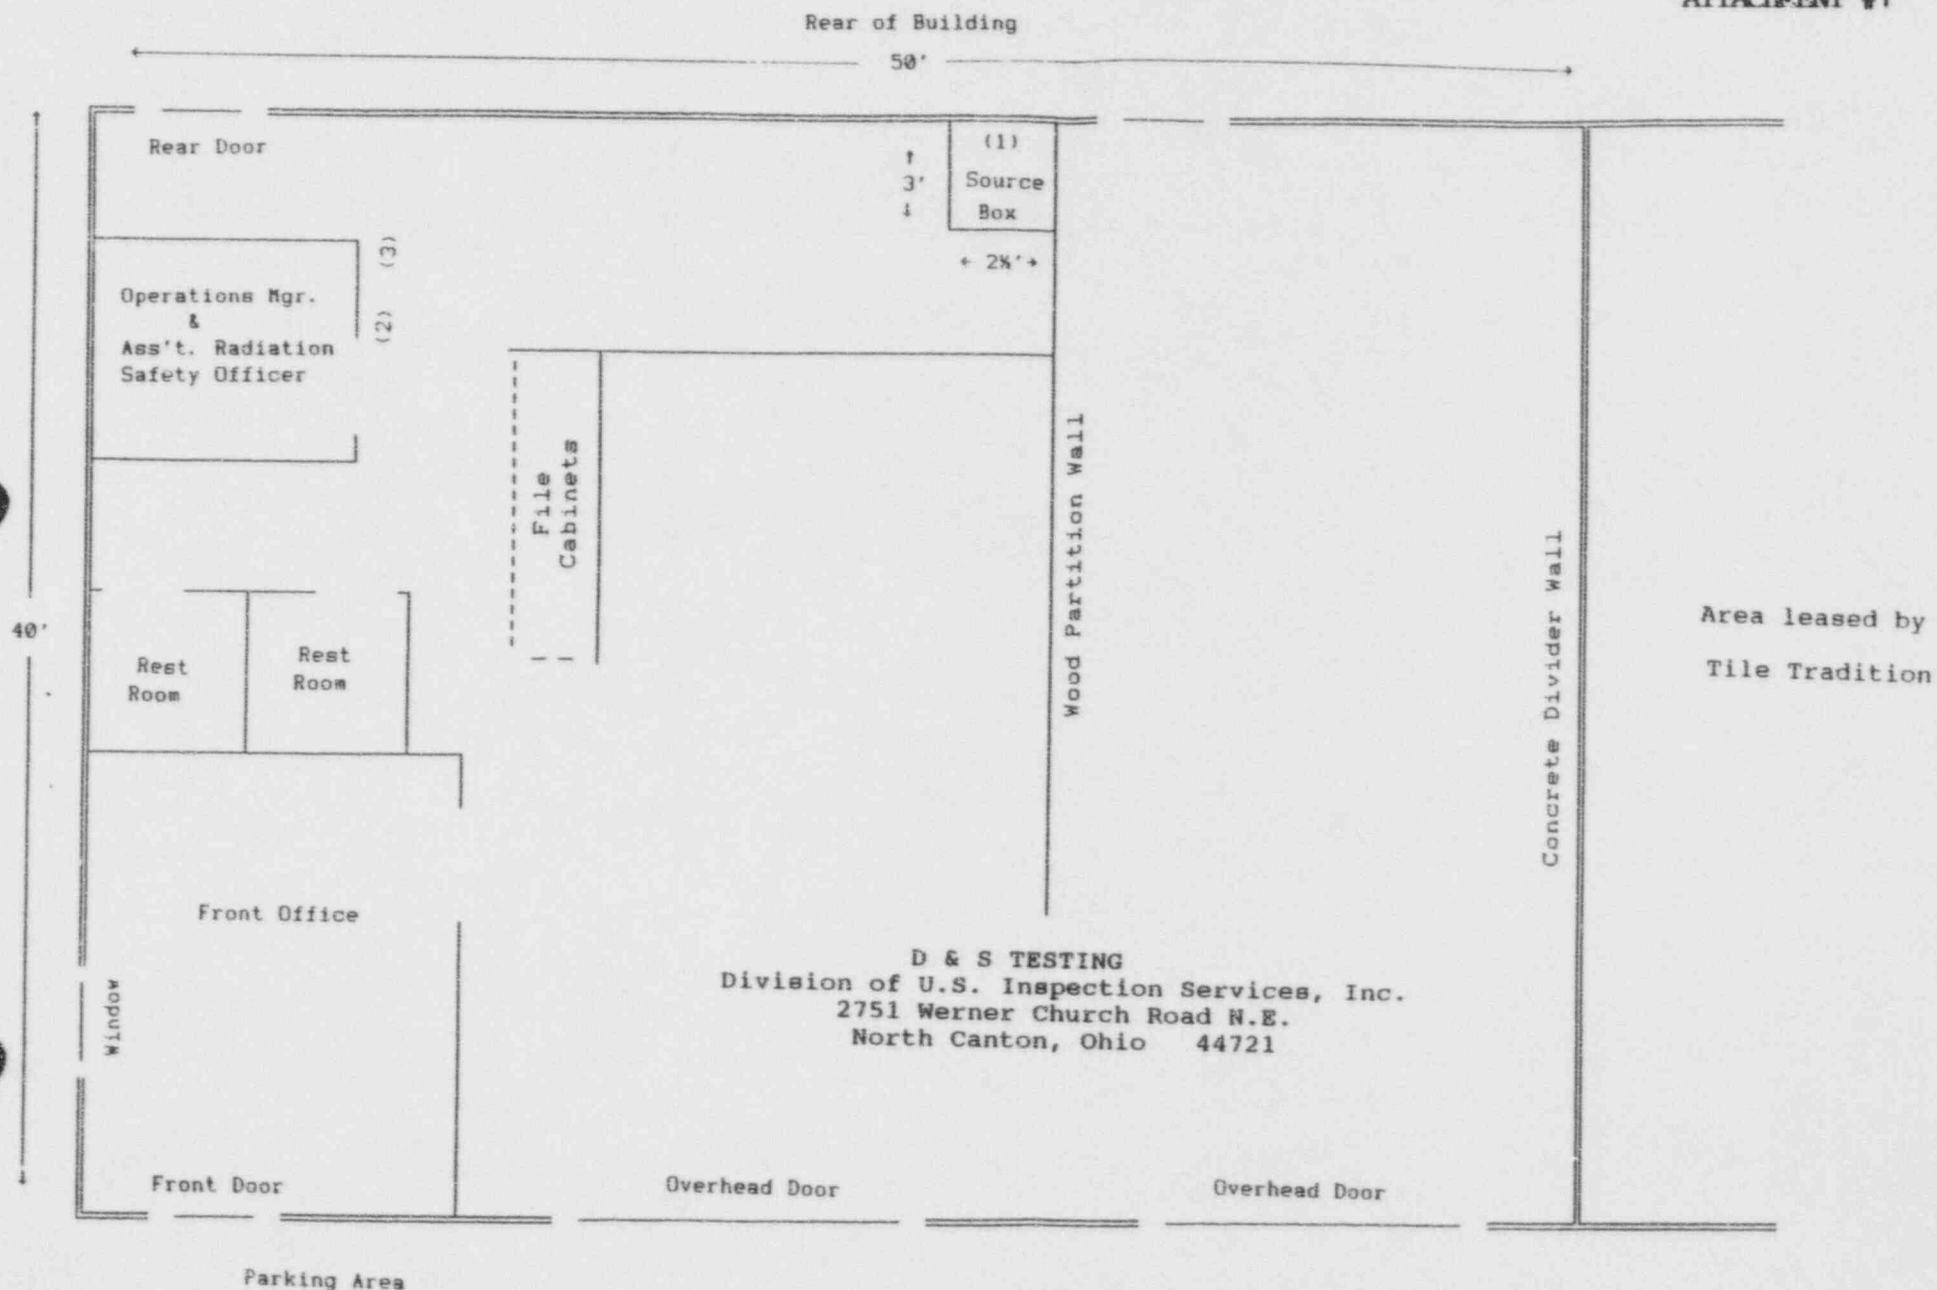 Rear of Building
50'
Rear Door
(1)
Source
Box
3'
(3)
(2)
Operations Mgr.
&
Ass't. Radiation
Safety Officer
File
Cabinets
Wood Partition Wall
Concrete Divider Wall
40'
Rest
Room
Rest
Room
Area leased by
Tile Tradition
Front Office
Window
D & S TESTING
Division of U.S. Inspection Services, Inc.
2751 Werner Church Road N.E.
North Canton, Ohio 44721
Front Door
Overhead Door
Overhead Door
Parking Area